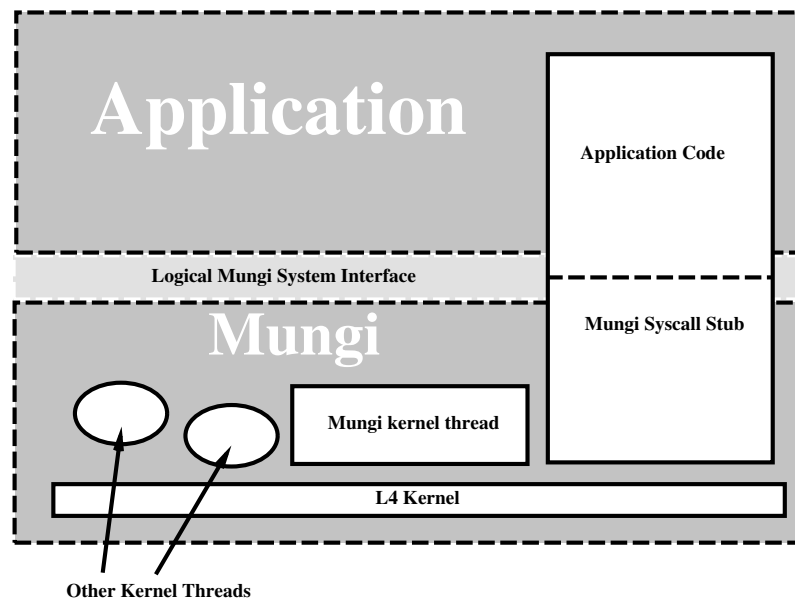 Application
Application Code
Logical Mungi System Interface
Mungi
Mungi Syscall Stub
Mungi kernel thread
L4 Kernel
Other Kernel Threads